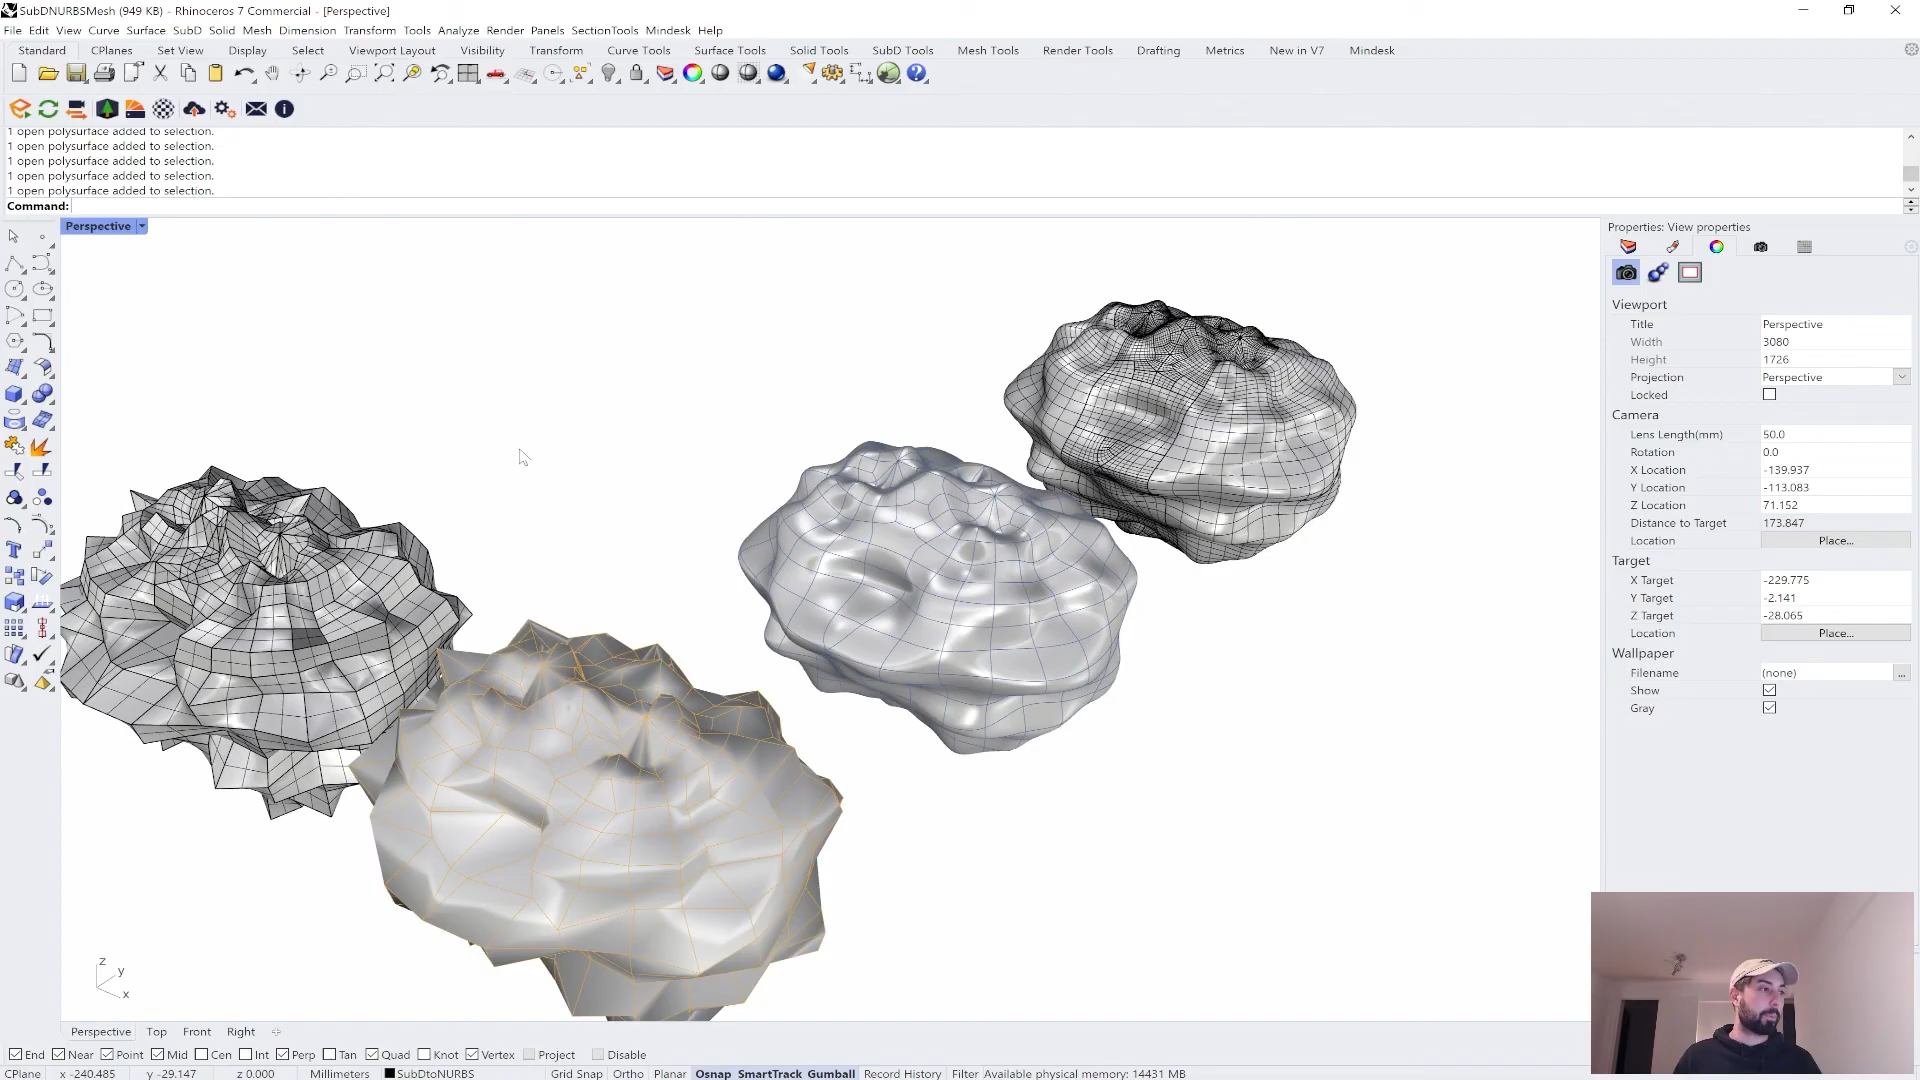 SubDNURBSMesh (949 KB) - Rhinoceros 7 Commercial - [Perspective]
File Edit View Curve Surface SubD Solid Mesh Dimension Transform Tools Analyze Render Panels SectionTools Mindesk Help
Standard CPlanes Set View Display Select Viewport Layout Visibility Transform Curve Tools Surface Tools Solid Tools SubD Tools Mesh Tools Render Tools Drafting Metrics New in V7 Mindesk
1 open polysurface added to selection.
1 open polysurface added to selection.
1 open polysurface added to selection.
1 open polysurface added to selection.
1 open polysurface added to selection.
Command:
Perspective
Properties: View properties
Viewport
Title Perspective
Width 3080
Height 1726
Projection Perspective
Locked
Camera
Lens Length(mm) 50.0
Rotation 0.0
X Location -139.937
Y Location -113.083
Z Location 71.152
Distance to Target 173.847
Location Place...
Target
X Target -229.775
Y Target -2.141
Z Target -28.065
Location Place...
Wallpaper
Filename (none) ...
Show
Gray
z
y
x
Perspective Top Front Right
End Near Point Mid Cen Int Perp Tan Quad Knot Vertex Project Disable
CPlane x -240.485 y -29.147 z 0.000 Millimeters SubDtoNURBS Grid Snap Ortho Planar Osnap SmartTrack Gumball Record History Filter Available physical memory: 14431 MB